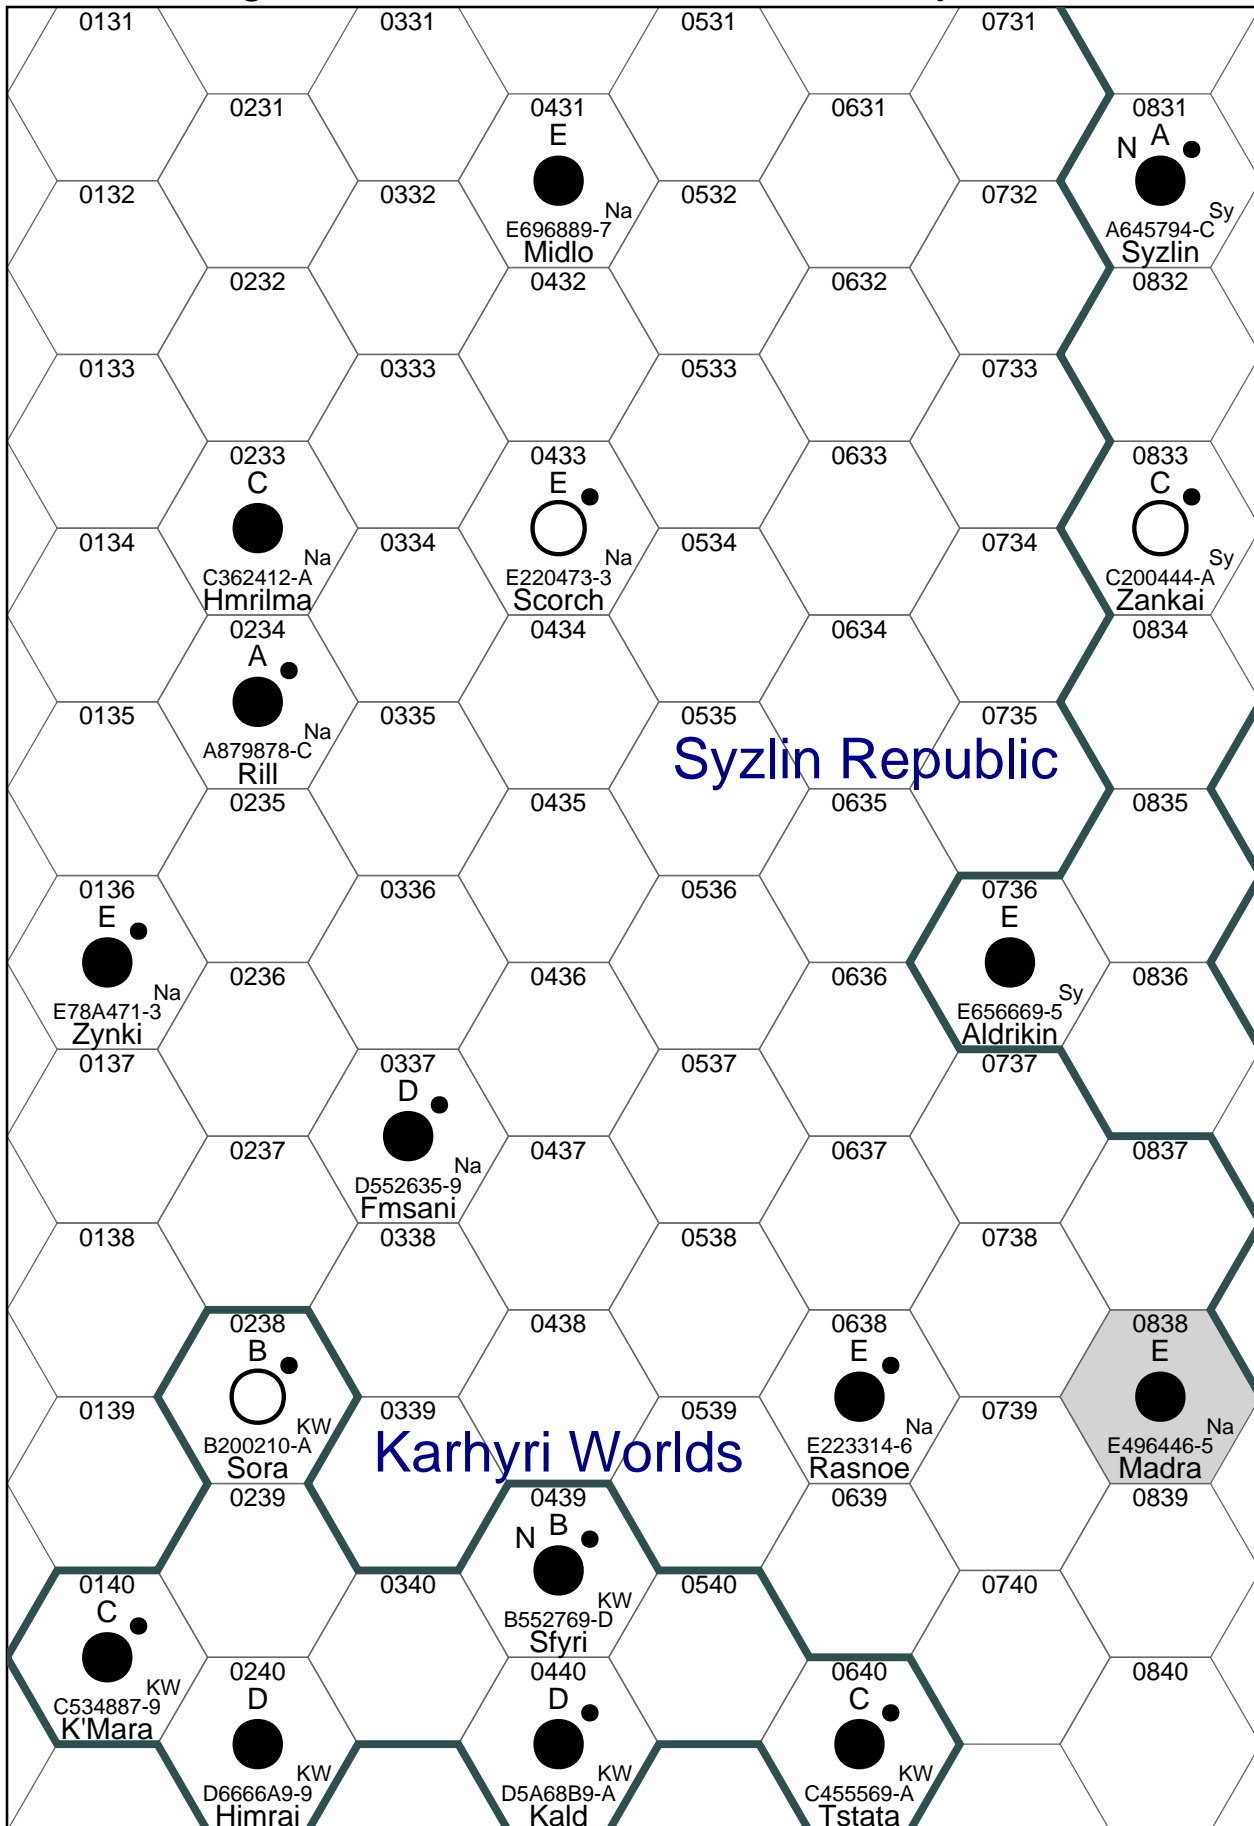 0131 0331 0531 0731
0231 0431 0631 0831
E
N A
0132 0332 0532 0732
Na
E696889-7
Midlo
Sy
A645794-C
Syzlin
0232 0432 0632 0832
0133 0333 0533 0733
0233 0433 0633 0833
C E C
0134 0334 0534 0734
Na
C362412-A
Hmrilma
Na
E220473-3
Scorch
Sy
C200444-A
Zankai
0234 0434 0634 0834
A
0135 0335 0535 0735
Na
A879878-C
Rill
Syzlin Republic
0235 0435 0635 0835
0136 0336 0536 0736
E E
0236 0436 0636 0836
Na
E78A471-3
Zynki
Sy
E656669-5
Aldrikin
0137 0337 0537 0737
D
0237 0437 0637 0837
Na
D552635-9
Fmsani
0138 0338 0538 0738
0238 0438 0638 0838
B E E
0139 0339 0539 0739
KW
B200210-A
Sora
Karhyri Worlds
Na
E223314-6
Rasnoe
Na
E496446-5
Madra
0239 0439 0639 0839
N B
0140 0340 0540 0740
C
KW
B552769-D
Sfyri
0240 0440 0640 0840
D D C
KW
C534887-9
K'Mara
KW
D6666A9-9
Himrai
KW
D5A68B9-A
Kald
KW
C455569-A
Tstata